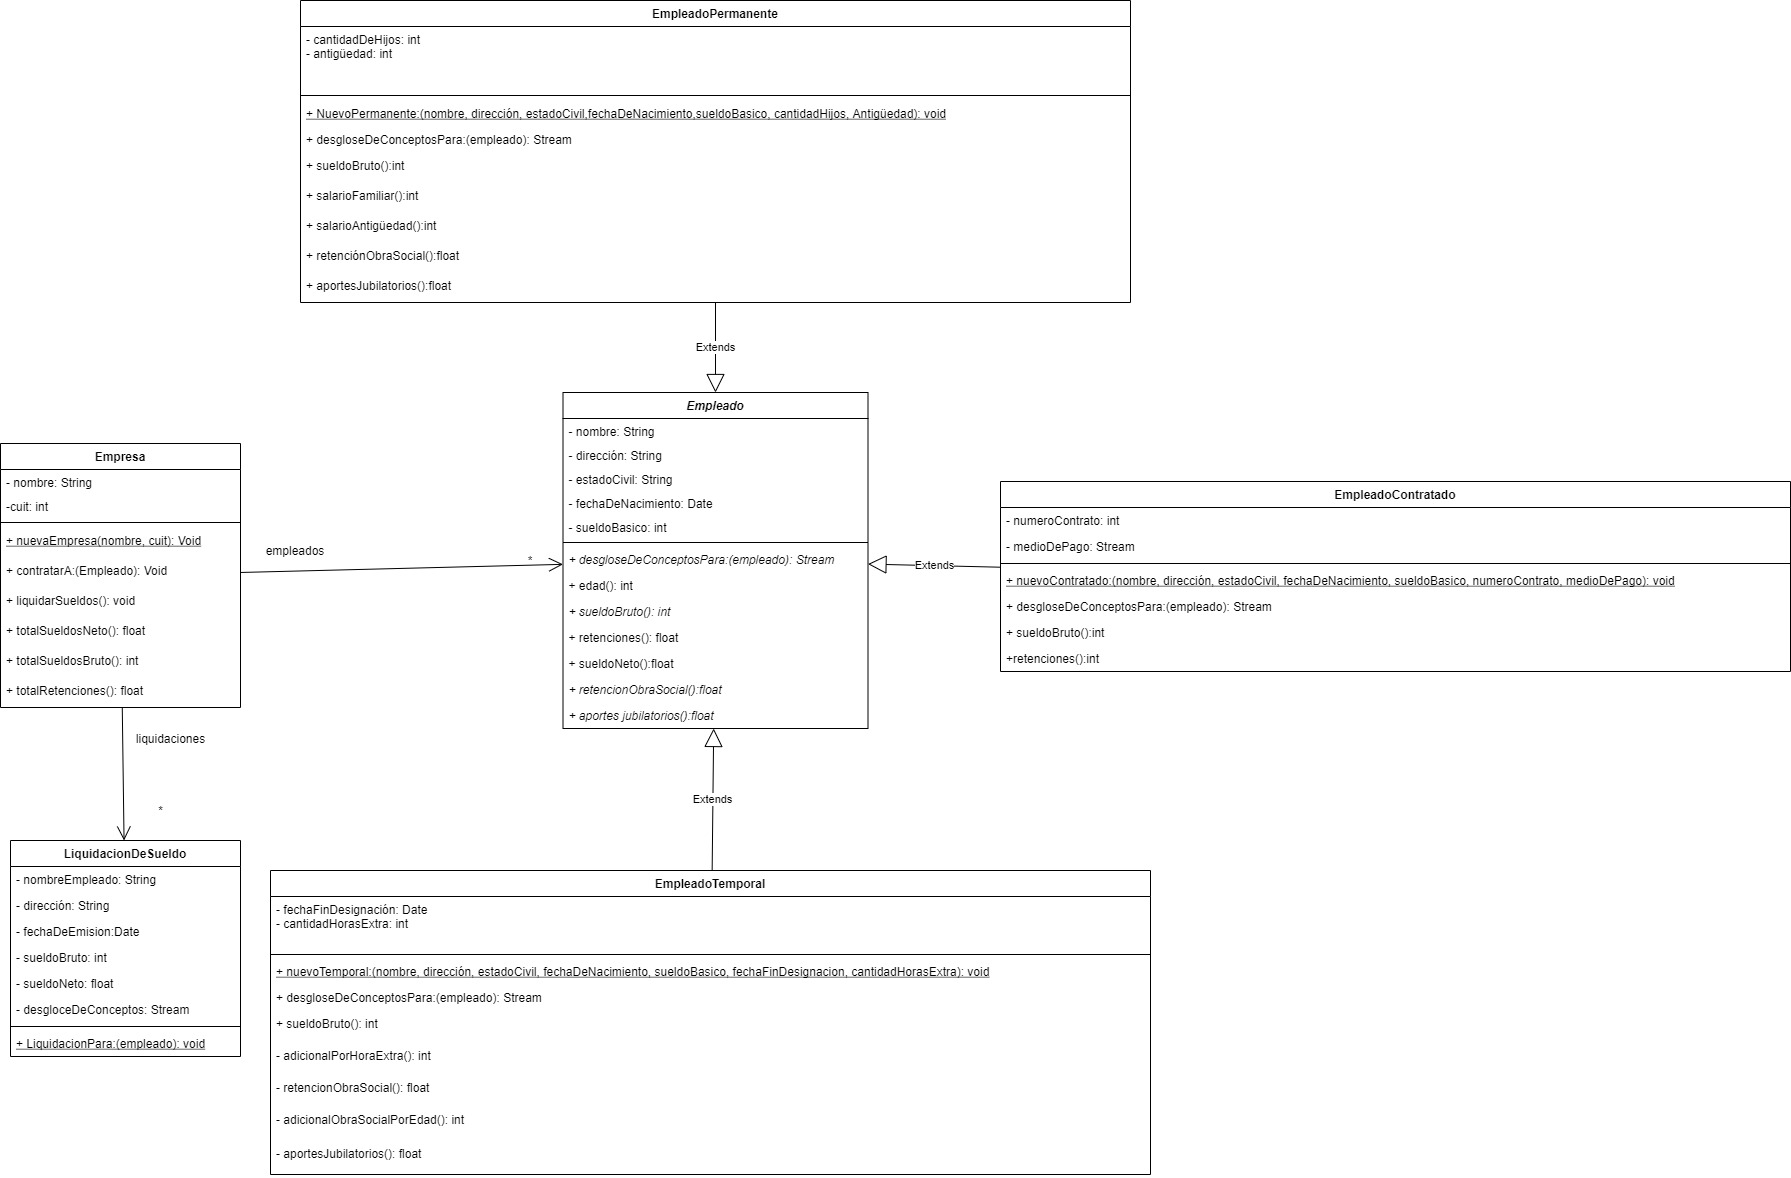 EmpleadoPermanente
- cantidadDeHijos: int
- antigüedad: int
+ NuevoPermanente:(nombre, dirección, estadoCivil,fechaDeNacimiento,sueldoBasico, cantidadHijos, Antigüedad): void
+ desgloseDeConceptosPara:(empleado): Stream
+ sueldoBruto():int
+ salarioFamiliar():int
+ salarioAntigüedad():int
+ retenciónObraSocial():float
+ aportesJubilatorios():float
Extends
Empleado
- nombre: String
- dirección: String
- estadoCivil: String
- fechaDeNacimiento: Date
- sueldoBasico: int
+ desgloseDeConceptosPara:(empleado): Stream
+ edad(): int
+ sueldoBruto(): int
+ retenciones(): float
+ sueldoNeto():float
+ retencionObraSocial():float
+ aportes jubilatorios():float
Empresa
- nombre: String
-cuit: int
+ nuevaEmpresa(nombre, cuit): Void
+ contratarA:(Empleado): Void
+ liquidarSueldos(): void
+ totalSueldosNeto(): float
+ totalSueldosBruto(): int
+ totalRetenciones(): float
empleados
*
Extends
EmpleadoContratado
- numeroContrato: int
- medioDePago: Stream
+ nuevoContratado:(nombre, dirección, estadoCivil, fechaDeNacimiento, sueldoBasico, numeroContrato, medioDePago): void
+ desgloseDeConceptosPara:(empleado): Stream
+ sueldoBruto():int
+retenciones():int
liquidaciones
*
LiquidacionDeSueldo
- nombreEmpleado: String
- dirección: String
- fechaDeEmision:Date
- sueldoBruto: int
- sueldoNeto: float
- desgloceDeConceptos: Stream
+ LiquidacionPara:(empleado): void
Extends
EmpleadoTemporal
- fechaFinDesignación: Date
- cantidadHorasExtra: int
+ nuevoTemporal:(nombre, dirección, estadoCivil, fechaDeNacimiento, sueldoBasico, fechaFinDesignacion, cantidadHorasExtra): void
+ desgloseDeConceptosPara:(empleado): Stream
+ sueldoBruto(): int
- adicionalPorHoraExtra(): int
- retencionObraSocial(): float
- adicionalObraSocialPorEdad(): int
- aportesJubilatorios(): float